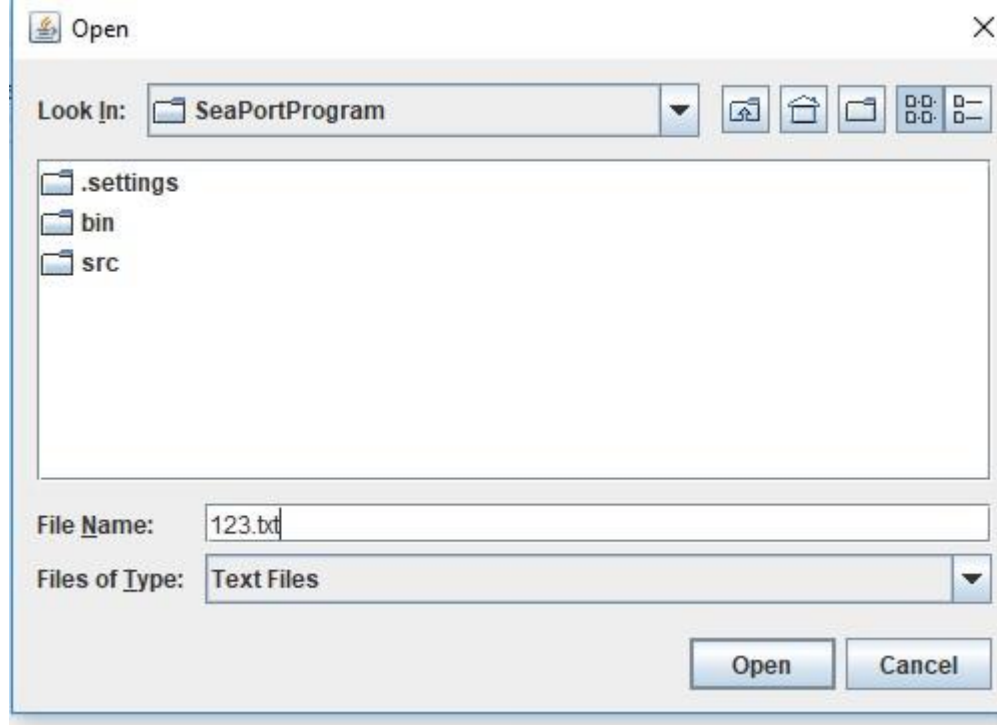 Open
Look In: SeaPortProgram
.settings
bin
src
File Name: 123.txt
Files of Type: Text Files
Open Cancel